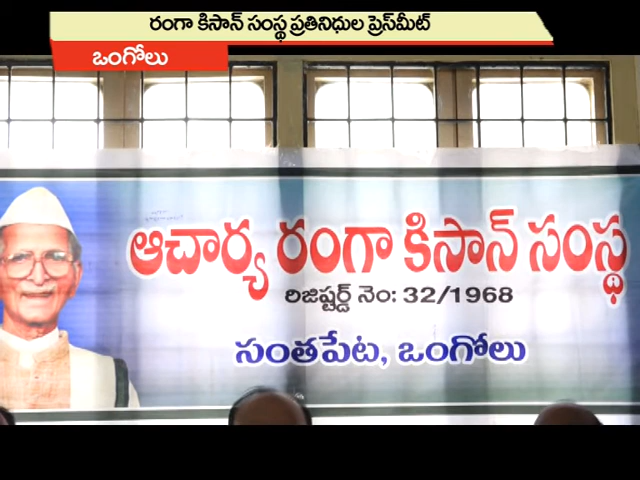 రంగా కిసాన్ సంస్థ ప్రతినిధుల ప్రెస్‌మీట్
ఒంగోలు
ఆచార్య రంగా కిసాన్ సంస్థ
రిజిష్టర్డ్ నెం: 32/1968
సంతపేట, ఒంగోలు